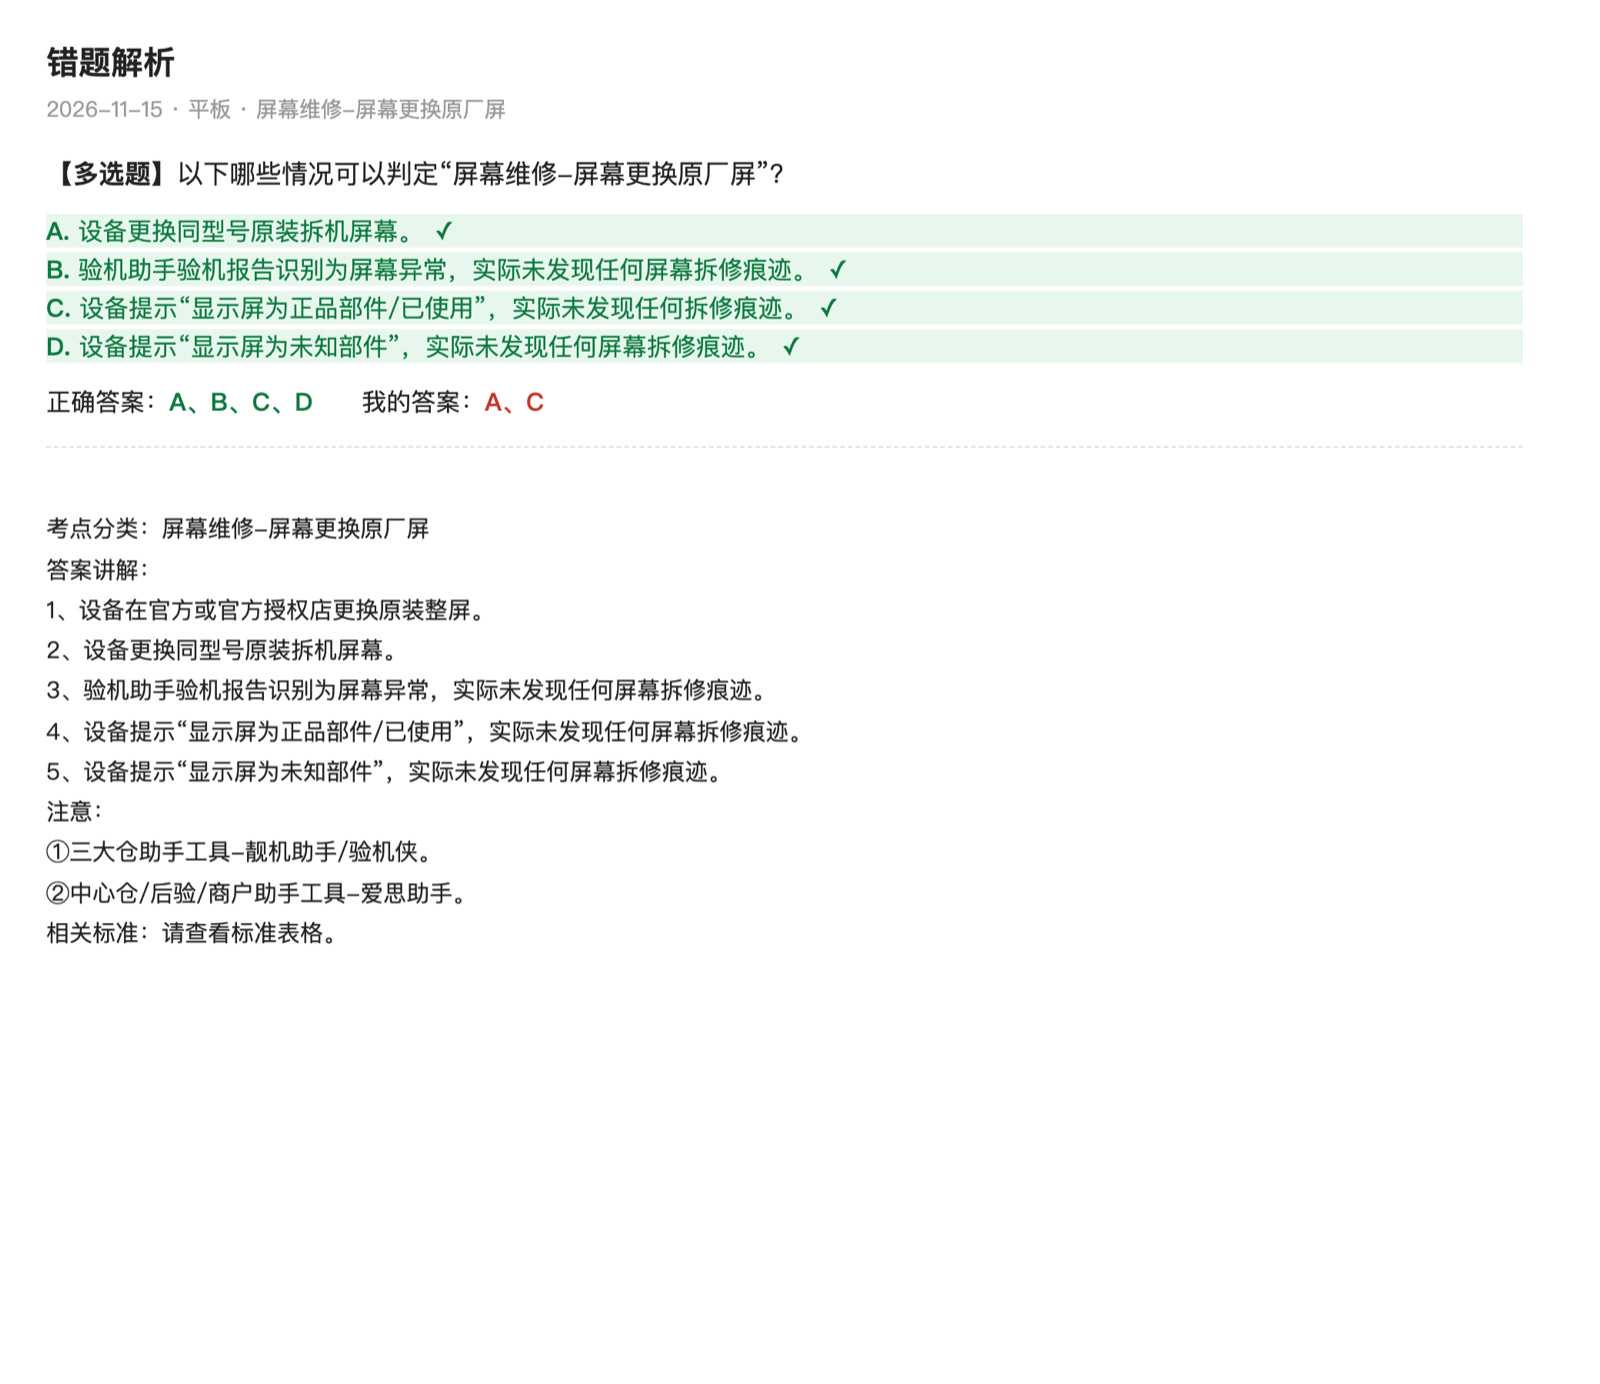 错题解析
2026-11-15 · 平板 · 屏幕维修-屏幕更换原厂屏
【多选题】以下哪些情况可以判定“屏幕维修-屏幕更换原厂屏”?
A. 设备更换同型号原装拆机屏幕。 ✓
B. 验机助手验机报告识别为屏幕异常，实际未发现任何屏幕拆修痕迹。 ✓
C. 设备提示“显示屏为正品部件/已使用”，实际未发现任何拆修痕迹。 ✓
D. 设备提示“显示屏为未知部件”，实际未发现任何屏幕拆修痕迹。 ✓
正确答案：A、B、C、D 我的答案：A、C
考点分类：屏幕维修-屏幕更换原厂屏
答案讲解：
1、设备在官方或官方授权店更换原装整屏。
2、设备更换同型号原装拆机屏幕。
3、验机助手验机报告识别为屏幕异常，实际未发现任何屏幕拆修痕迹。
4、设备提示“显示屏为正品部件/已使用”，实际未发现任何屏幕拆修痕迹。
5、设备提示“显示屏为未知部件”，实际未发现任何屏幕拆修痕迹。
注意：
①三大仓助手工具-靓机助手/验机侠。
②中心仓/后验/商户助手工具-爱思助手。
相关标准：请查看标准表格。